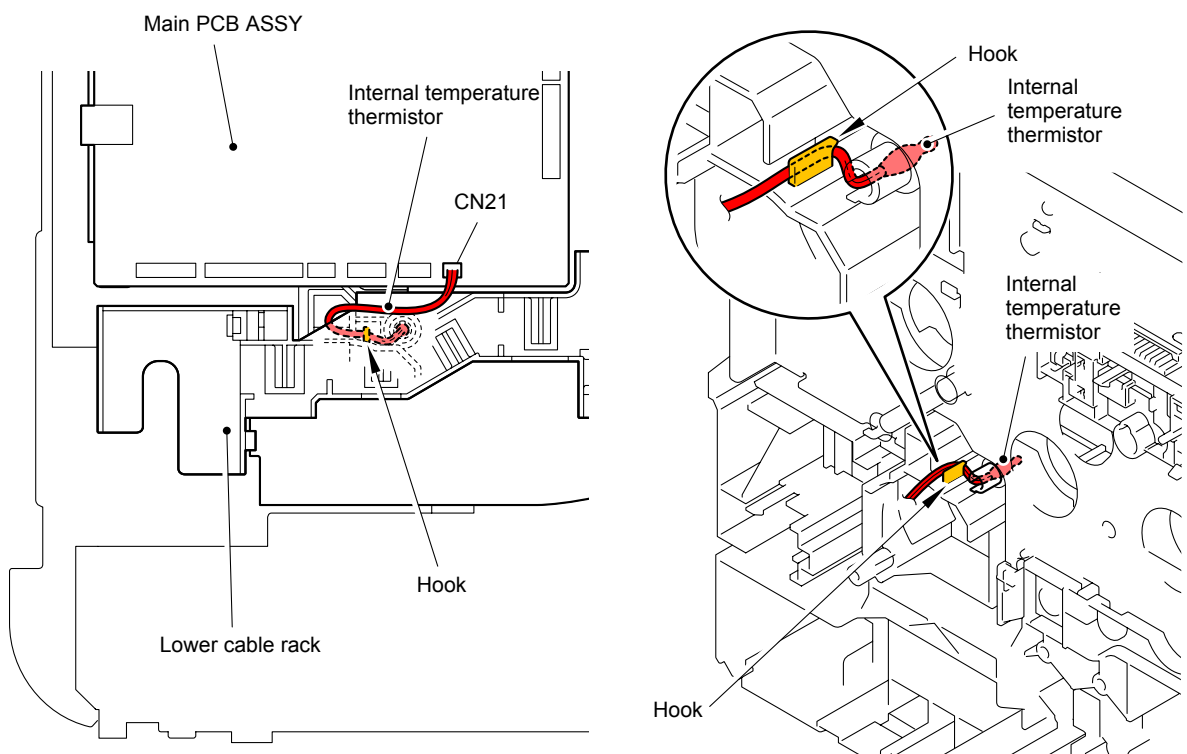 Main PCB ASSY
Internal temperature
thermistor
CN21
Hook
Lower cable rack
Hook
Internal
temperature
thermistor
Internal
temperature
thermistor
Hook